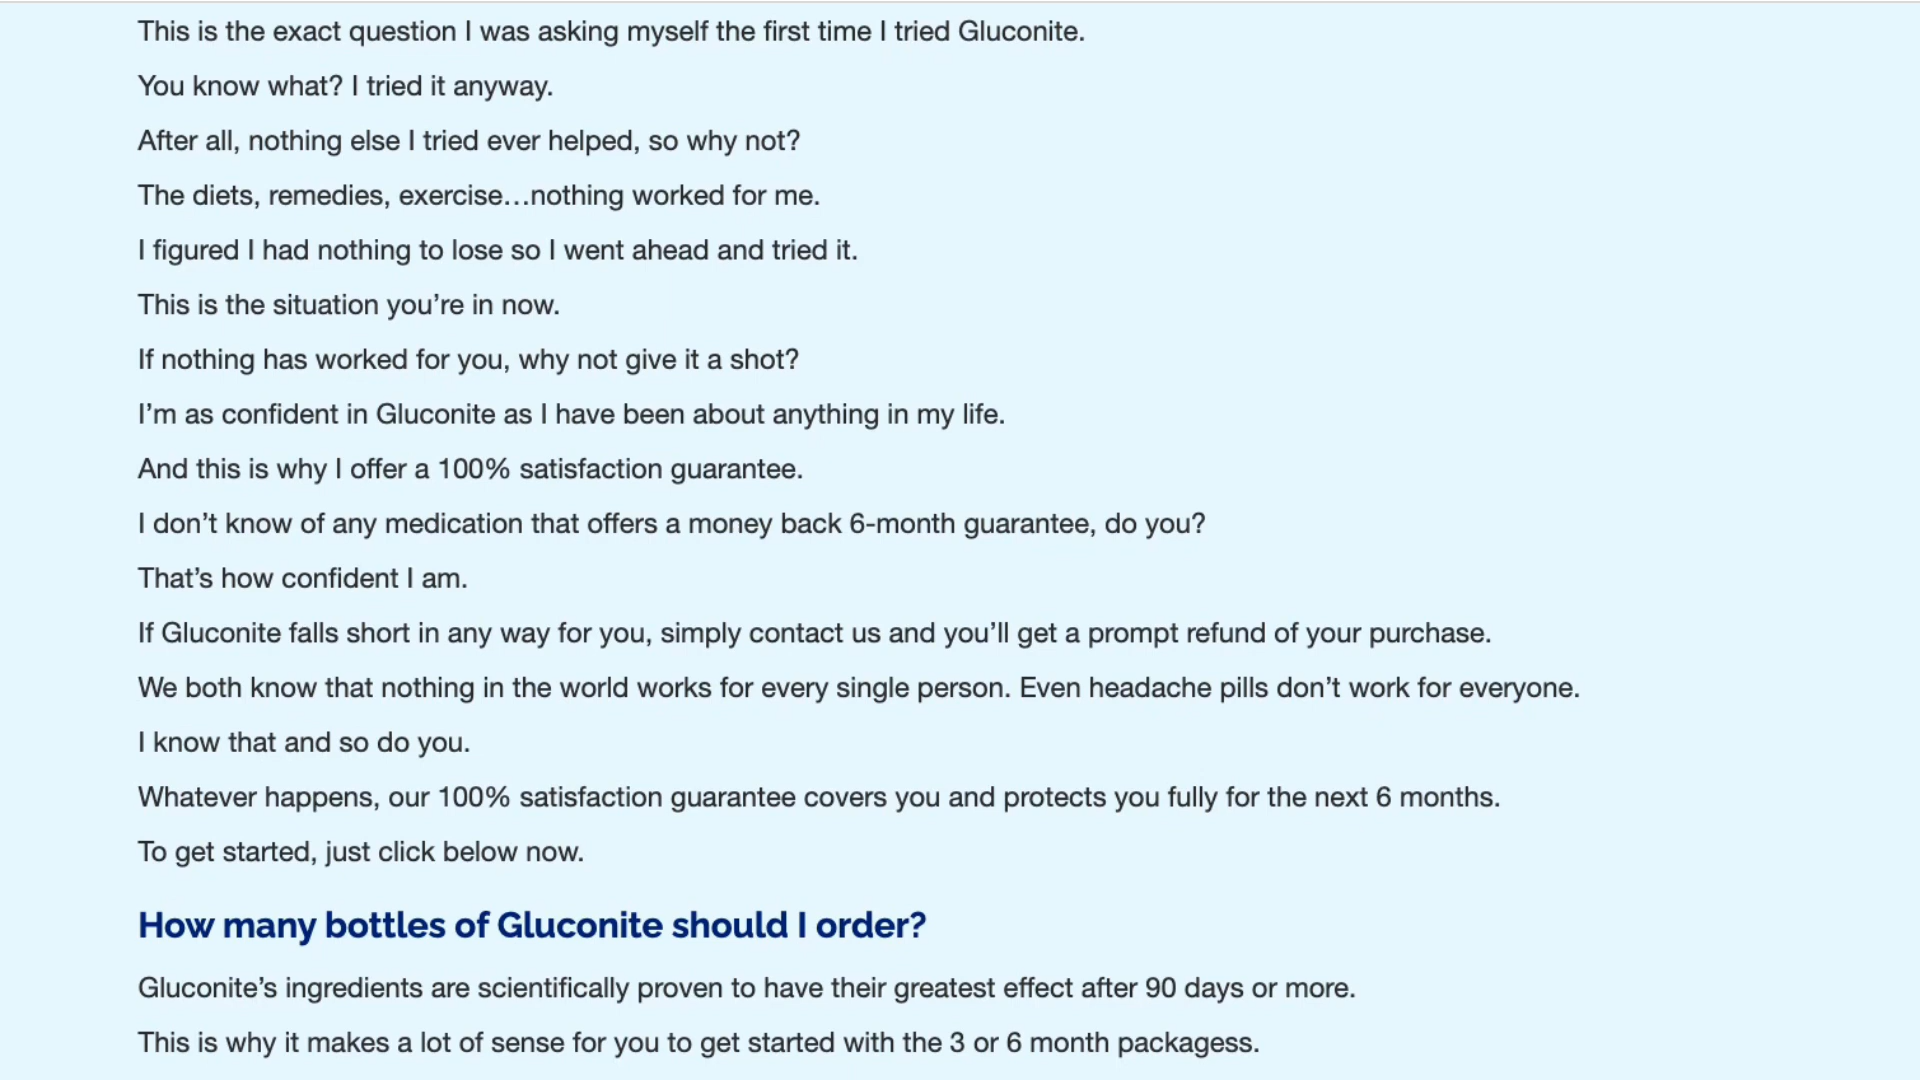 This is the exact question I was asking myself the first time I tried Gluconite.
You know what? I tried it anyway.
After all, nothing else I tried ever helped, so why not?
The diets, remedies, exercise…nothing worked for me.
I figured I had nothing to lose so I went ahead and tried it.
This is the situation you’re in now.
If nothing has worked for you, why not give it a shot?
I’m as confident in Gluconite as I have been about anything in my life.
And this is why I offer a 100% satisfaction guarantee.
I don’t know of any medication that offers a money back 6-month guarantee, do you?
That’s how confident I am.
If Gluconite falls short in any way for you, simply contact us and you’ll get a prompt refund of your purchase.
We both know that nothing in the world works for every single person. Even headache pills don’t work for everyone.
I know that and so do you.
Whatever happens, our 100% satisfaction guarantee covers you and protects you fully for the next 6 months.
To get started, just click below now.
How many bottles of Gluconite should I order?
Gluconite’s ingredients are scientifically proven to have their greatest effect after 90 days or more.
This is why it makes a lot of sense for you to get started with the 3 or 6 month packagess.